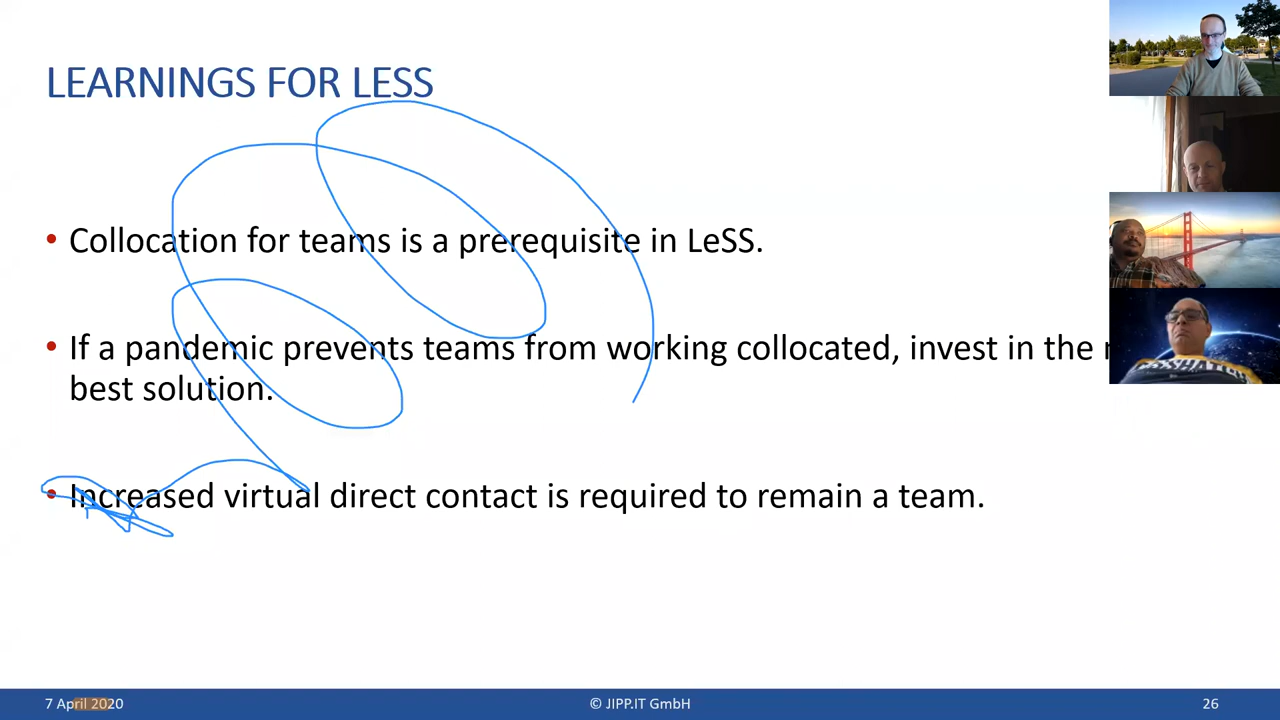 LEARNINGS FOR LESS
• Collocation for teams is a prerequisite in LeSS.
• If a pandemic prevents teams from working collocated, invest in the
best solution.
• Increased virtual direct contact is required to remain a team.
7 April 2020
© JIPP.IT GmbH
26